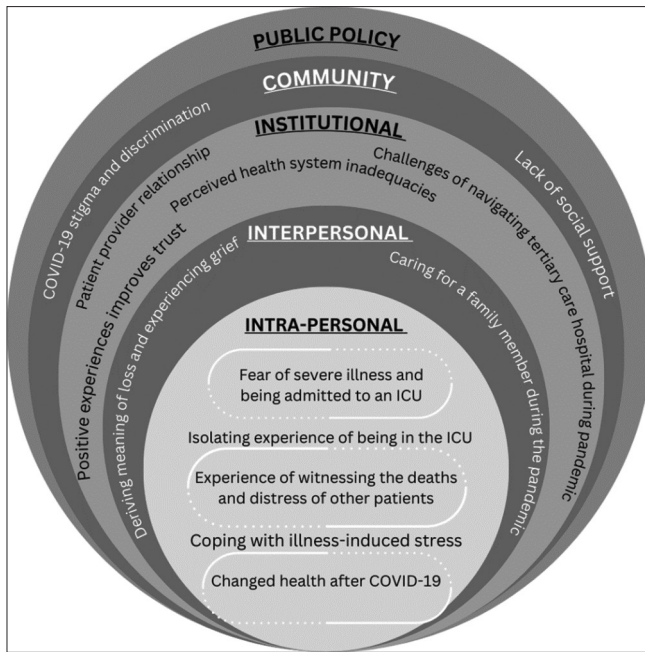 PUBLIC POLICY
COMMUNITY
COVID-19 stigma and discrimination
Lack of social support
INSTITUTIONAL
Patient provider relationship
Positive experiences improves trust
Perceived health system inadequacies
Challenges of navigating tertiary care hospital during pandemic
INTERPERSONAL
Deriving meaning of loss and experiencing grief
Caring for a family member during the pandemic
INTRA-PERSONAL
Fear of severe illness and
being admitted to an ICU
Isolating experience of being in the ICU
Experience of witnessing the deaths
and distress of other patients
Coping with illness-induced stress
Changed health after COVID-19